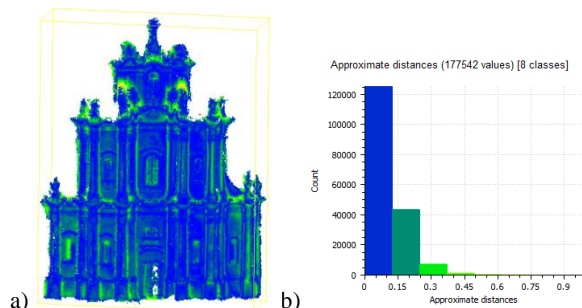 a)
b)
Approximate distances (177542 values) [8 classes]
Count
120000
100000
80000
60000
40000
20000
0
0 0.15 0.3 0.45 0.6 0.75 0.9
Approximate distances